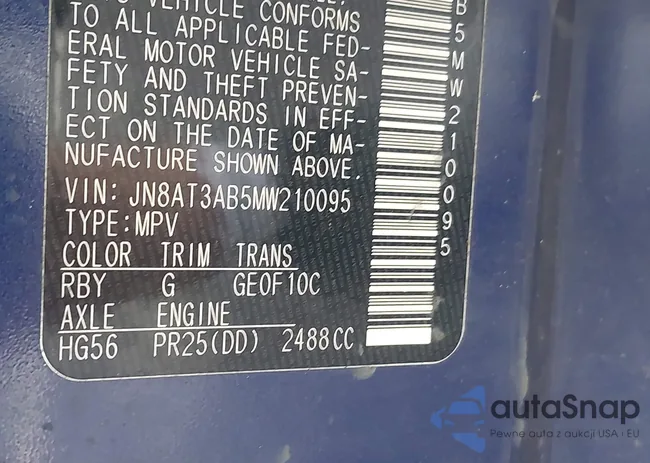 VEHICLE CONFORMS
TO ALL APPLICABLE FED-
ERAL MOTOR VEHICLE SA-
FETY AND THEFT PREVEN-
TION STANDARDS IN EFF-
ECT ON THE DATE OF MA-
NUFACTURE SHOWN ABOVE.
VIN: JN8AT3AB5MW210095
TYPE:MPV
COLOR TRIM TRANS
RBY G GE0F10C
AXLE ENGINE
HG56 PR25(DD) 2488CC
B5MW210095
autaSnap
Pewne auta z aukcji USA i EU